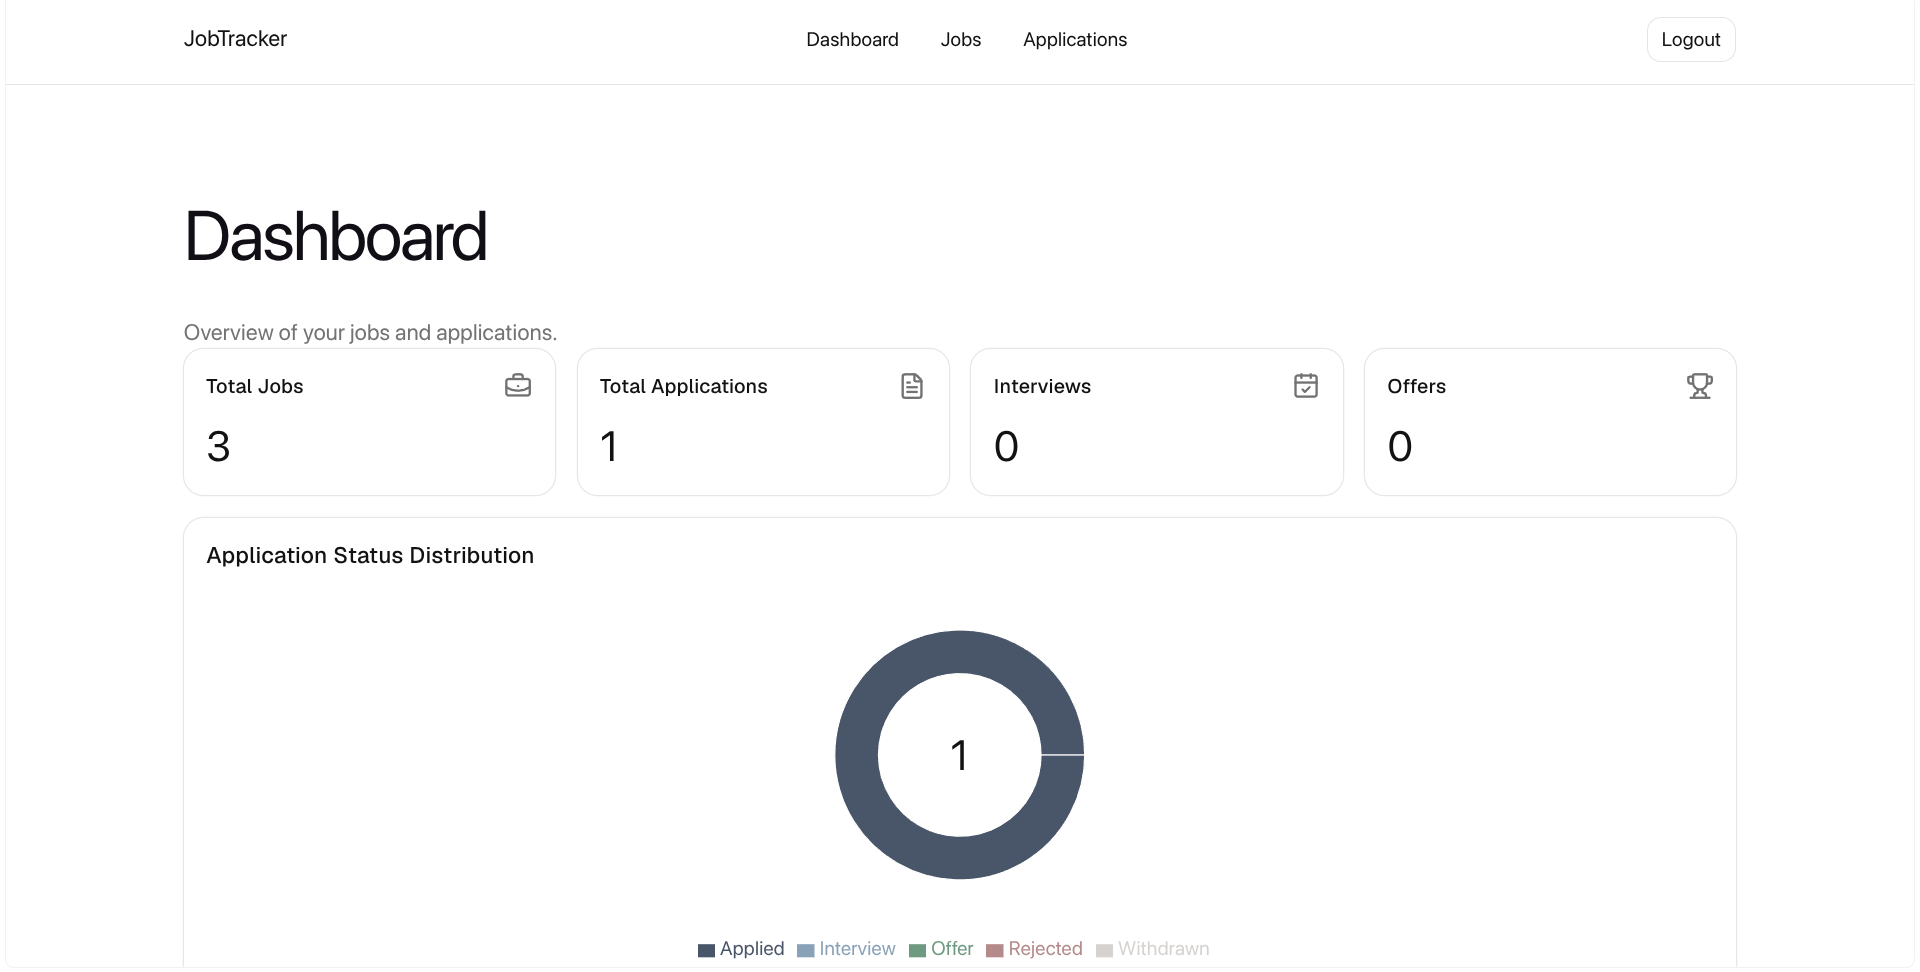 JobTracker Dashboard Jobs Applications Logout
Dashboard
Overview of your jobs and applications.
Total Jobs
3
Total Applications
1
Interviews
0
Offers
0
Application Status Distribution
1
Applied Interview Offer Rejected Withdrawn